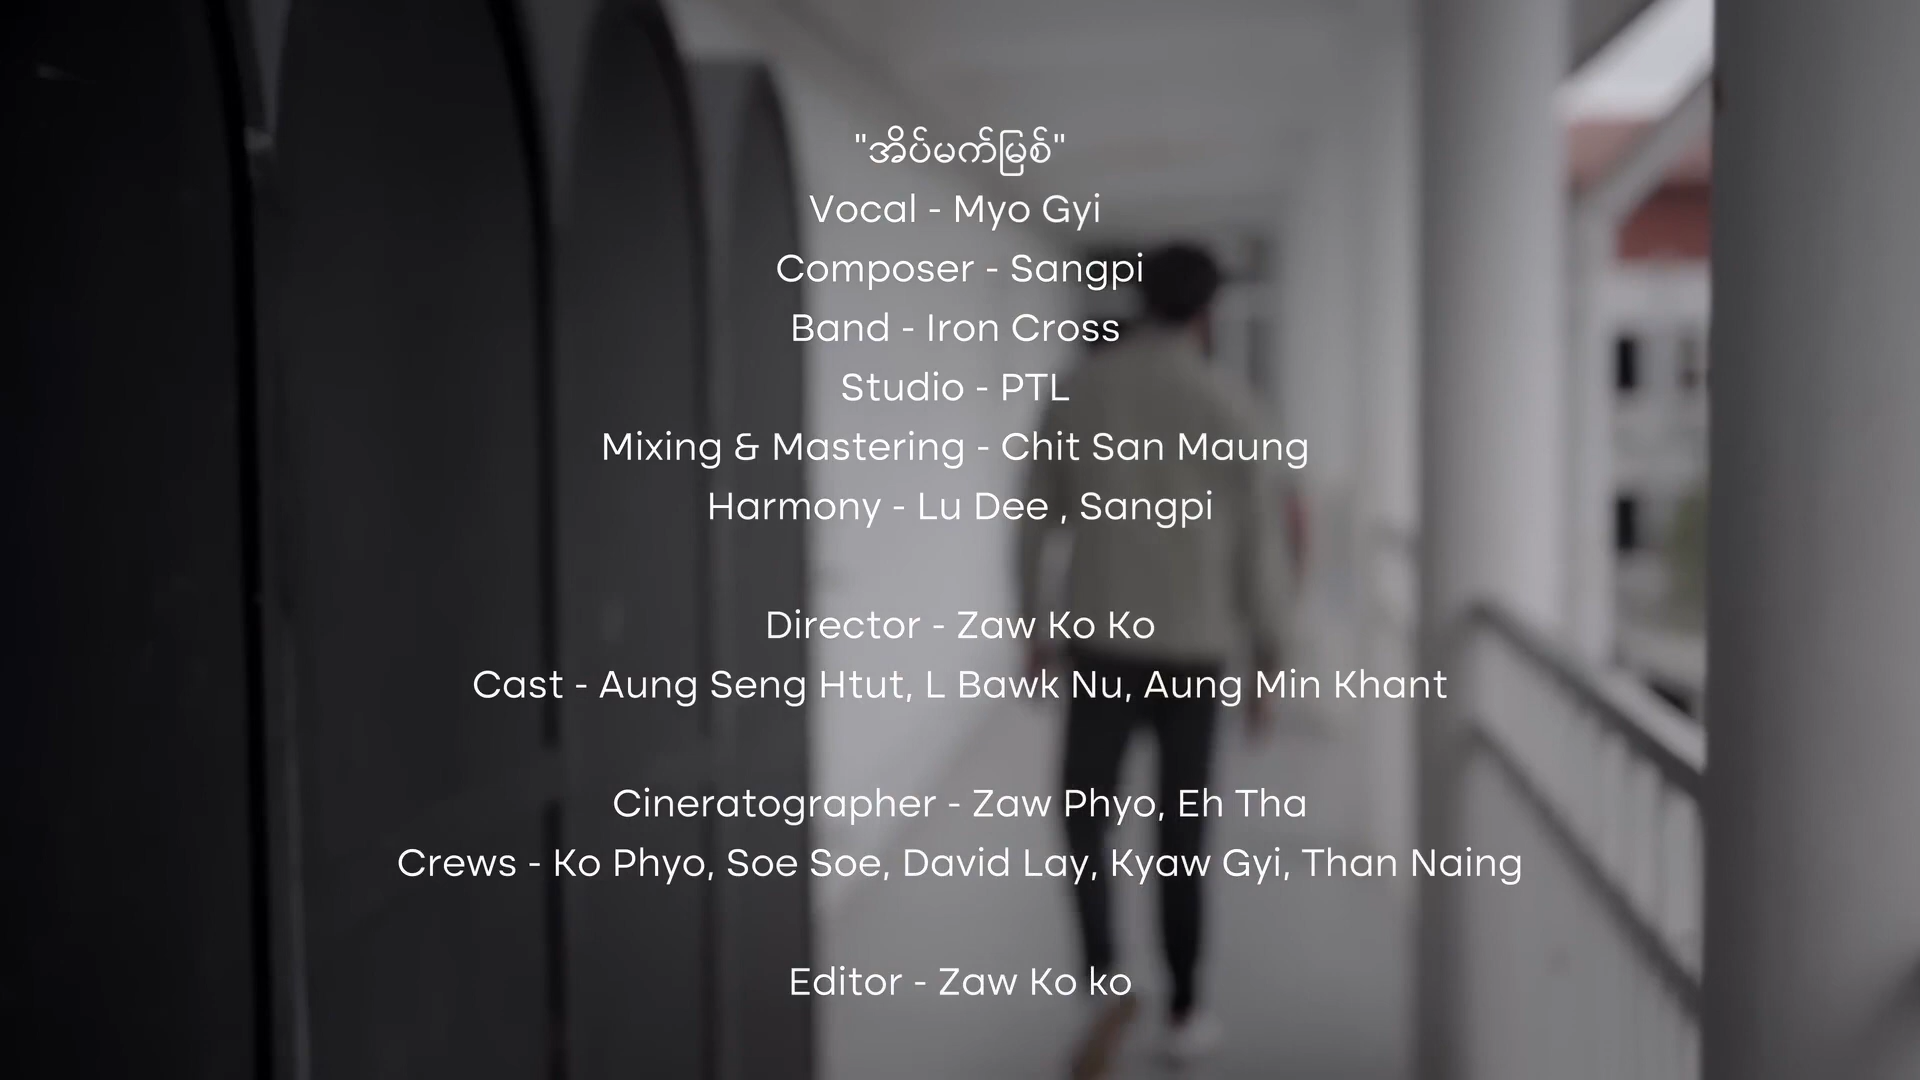 "အိပ်မက်မြစ်"
Vocal - Myo Gyi
Composer - Sangpi
Band - Iron Cross
Studio - PTL
Mixing & Mastering - Chit San Maung
Harmony - Lu Dee , Sangpi
Director - Zaw Ko Ko
Cast - Aung Seng Htut, L Bawk Nu, Aung Min Khant
Cineratographer - Zaw Phyo, Eh Tha
Crews - Ko Phyo, Soe Soe, David Lay, Kyaw Gyi, Than Naing
Editor - Zaw Ko ko